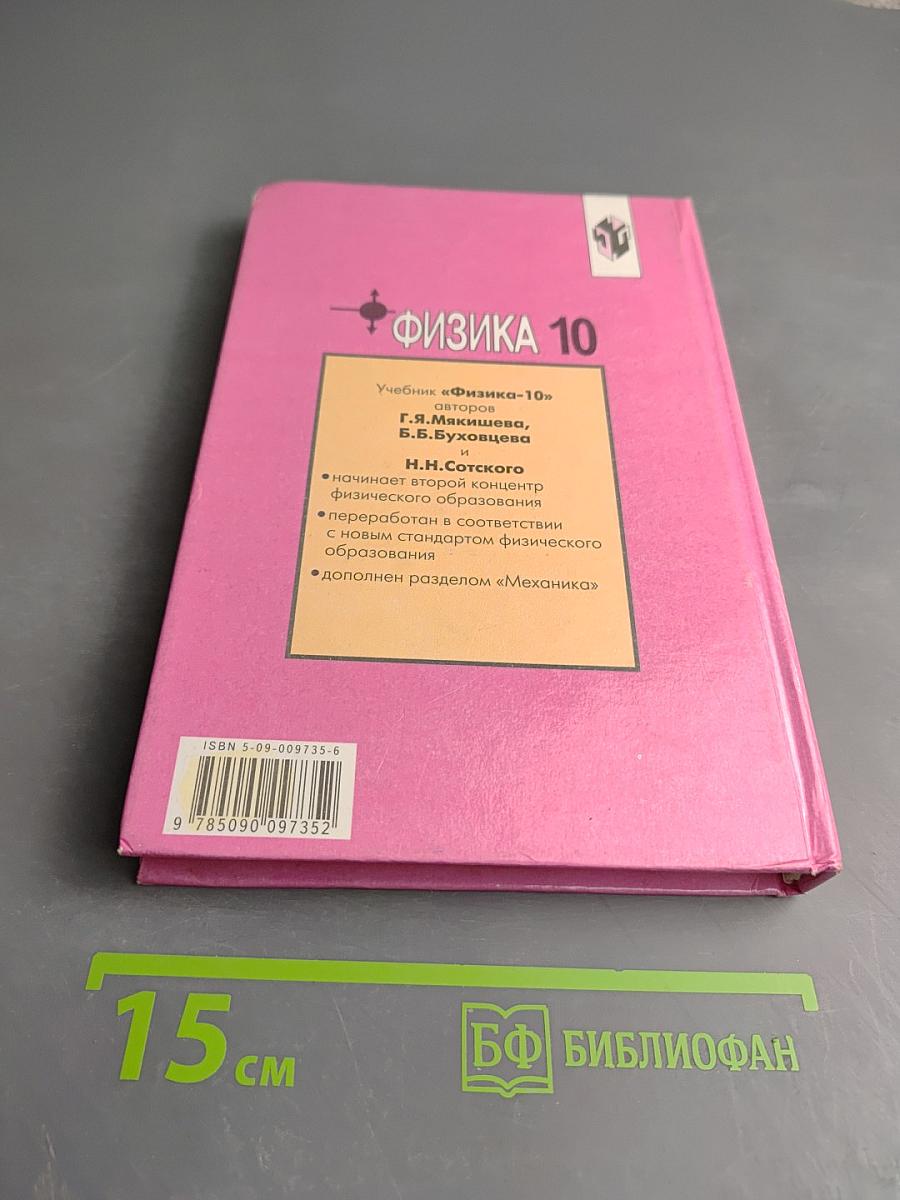 ФИЗИКА 10
Учебник «Физика-10»
авторов
Г.Я.Мякишева,
Б.Б.Буховцева
и
Н.Н.Сотского
• начинает второй концентр
физического образования
• переработан в соответствии
с новым стандартом физического
образования
• дополнен разделом «Механика»
ISBN 5-09-009735-6
9 785090 097352
15 см
БФ БИБЛИОФАН